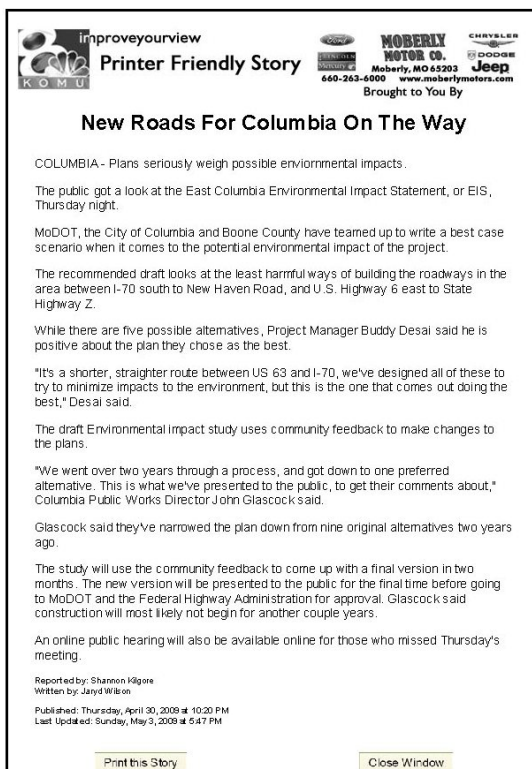 improveyourview
KOMU
Printer Friendly Story
Ford
LINCOLN
Mercury
MOBERLY
MOTOR CO.
Moberly, MO 65203
CHRYSLER
DODGE
Jeep
660-263-6000 www.moberlymotors.com
Brought to You By
New Roads For Columbia On The Way
COLUMBIA - Plans seriously weigh possible enviornmental impacts.
The public got a look at the East Columbia Environmental Impact Statement, or EIS,
Thursday night.
MoDOT, the City of Columbia and Boone County have teamed up to write a best case
scenario when it comes to the potential environmental impact of the project.
The recommended draft looks at the least harmful ways of building the roadways in the
area between I-70 south to New Haven Road, and U.S. Highway 6 east to State
Highway Z.
While there are five possible alternatives, Project Manager Buddy Desai said he is
positive about the plan they chose as the best.
"It's a shorter, straighter route between US 63 and I-70, we've designed all of these to
try to minimize impacts to the environment, but this is the one that comes out doing the
best," Desai said.
The draft Environmental impact study uses community feedback to make changes to
the plans.
"We went over two years through a process, and got down to one preferred
alternative. This is what we've presented to the public, to get their comments about,"
Columbia Public Works Director John Glascock said.
Glascock said they've narrowed the plan down from nine original alternatives two years
ago.
The study will use the community feedback to come up with a final version in two
months. The new version will be presented to the public for the final time before going
to MoDOT and the Federal Highway Administration for approval. Glascock said
construction will most likely not begin for another couple years.
An online public hearing will also be available online for those who missed Thursday's
meeting.
Reported by: Shannon Kilgore
Written by: Jaryd Wilson
Published: Thursday, April 30, 2009 at 10:20 PM
Last Updated: Sunday, May 3, 2009 at 5:47 PM
Print this Story
Close Window